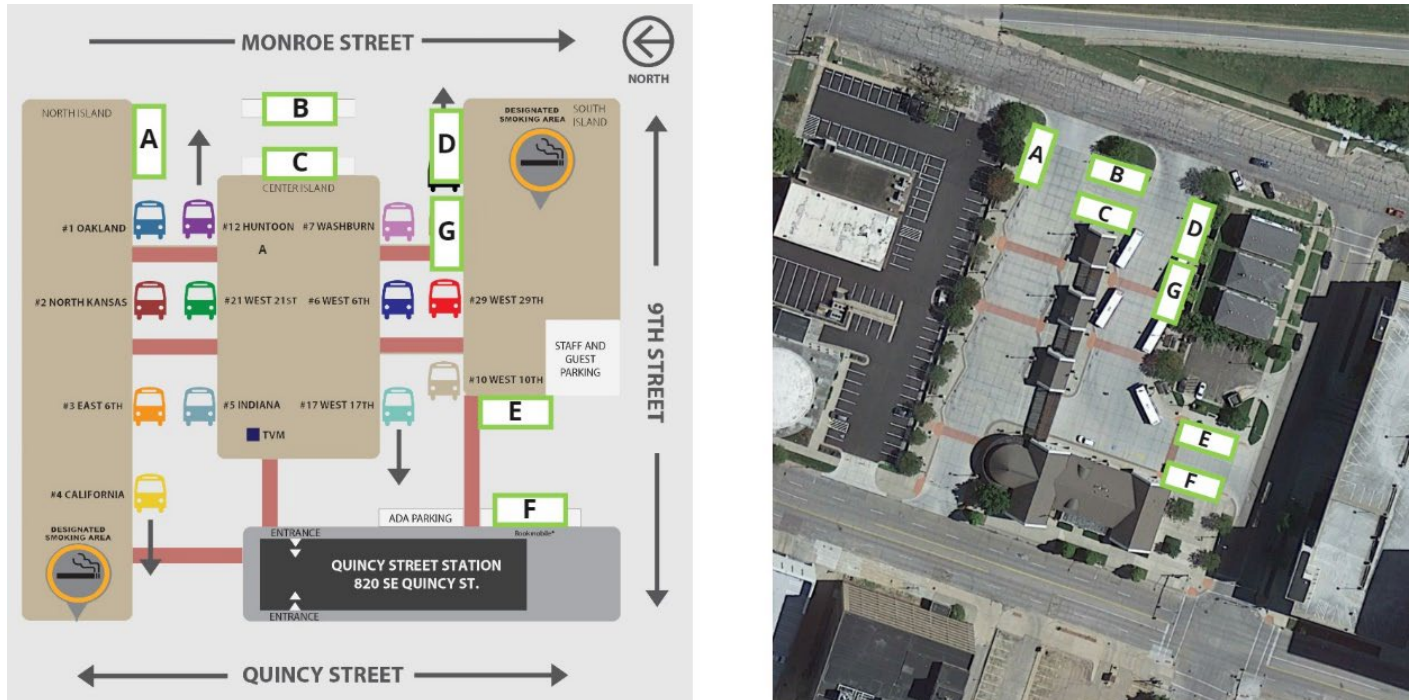 MONROE STREET
NORTH
NORTH ISLAND
A
B
C
D
DESIGNATED
SMOKING AREA
SOUTH
ISLAND
CENTER ISLAND
#1 OAKLAND
#12 HUNTOON
#7 WASHBURN
A
G
#2 NORTH KANSAS
#21 WEST 21ST
#6 WEST 6TH
#29 WEST 29TH
STAFF AND
GUEST
PARKING
9TH STREET
#10 WEST 10TH
#3 EAST 6TH
#5 INDIANA
#17 WEST 17TH
E
TVM
#4 CALIFORNIA
DESIGNATED
SMOKING AREA
ADA PARKING
F
Bookmobile*
ENTRANCE
QUINCY STREET STATION
820 SE QUINCY ST.
ENTRANCE
QUINCY STREET
A
B
C
D
G
E
F